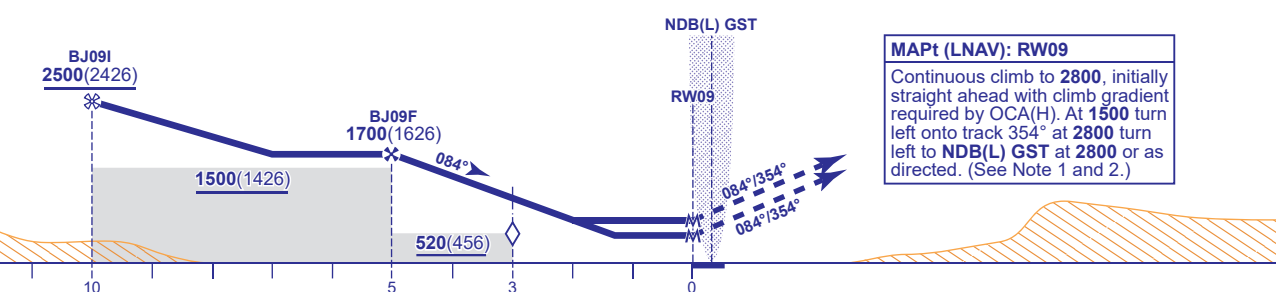 NDB(L) GST
BJ09I
2500(2426)
RW09
BJ09F
1700(1626)
084°
1500(1426)
520(456)
084°/354°
084°/354°
MAPt (LNAV): RW09
Continuous climb to 2800, initially
straight ahead with climb gradient
required by OCA(H). At 1500 turn
left onto track 354° at 2800 turn
left to NDB(L) GST at 2800 or as
directed. (See Note 1 and 2.)
10
5
3
0